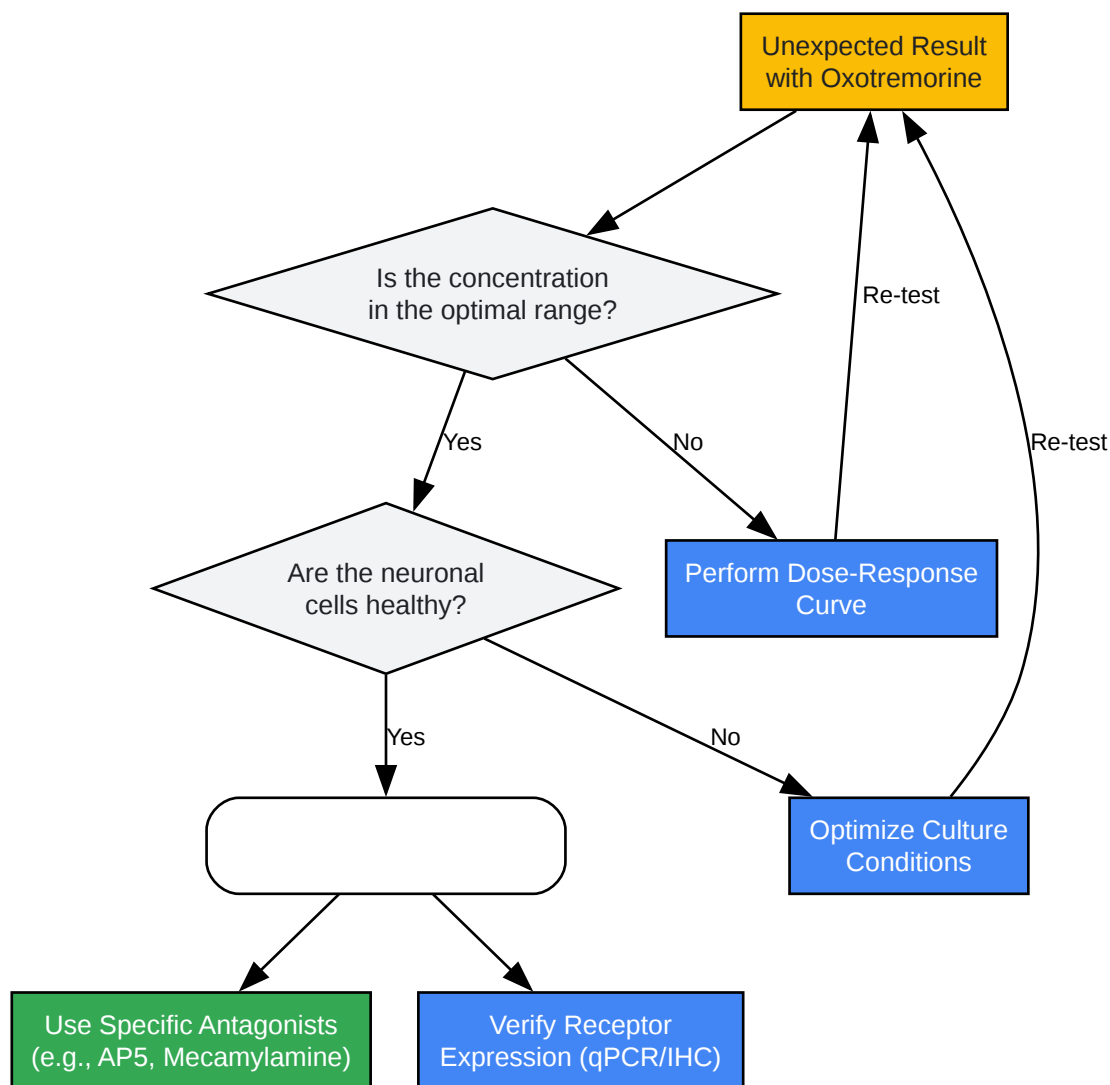 Unexpected Result
with Oxotremorine
Is the concentration
in the optimal range?
Re-test
Yes
No
Re-test
Are the neuronal
cells healthy?
Perform Dose-Response
Curve
Yes
No
Optimize Culture
Conditions
Use Specific Antagonists
(e.g., AP5, Mecamylamine)
Verify Receptor
Expression (qPCR/IHC)